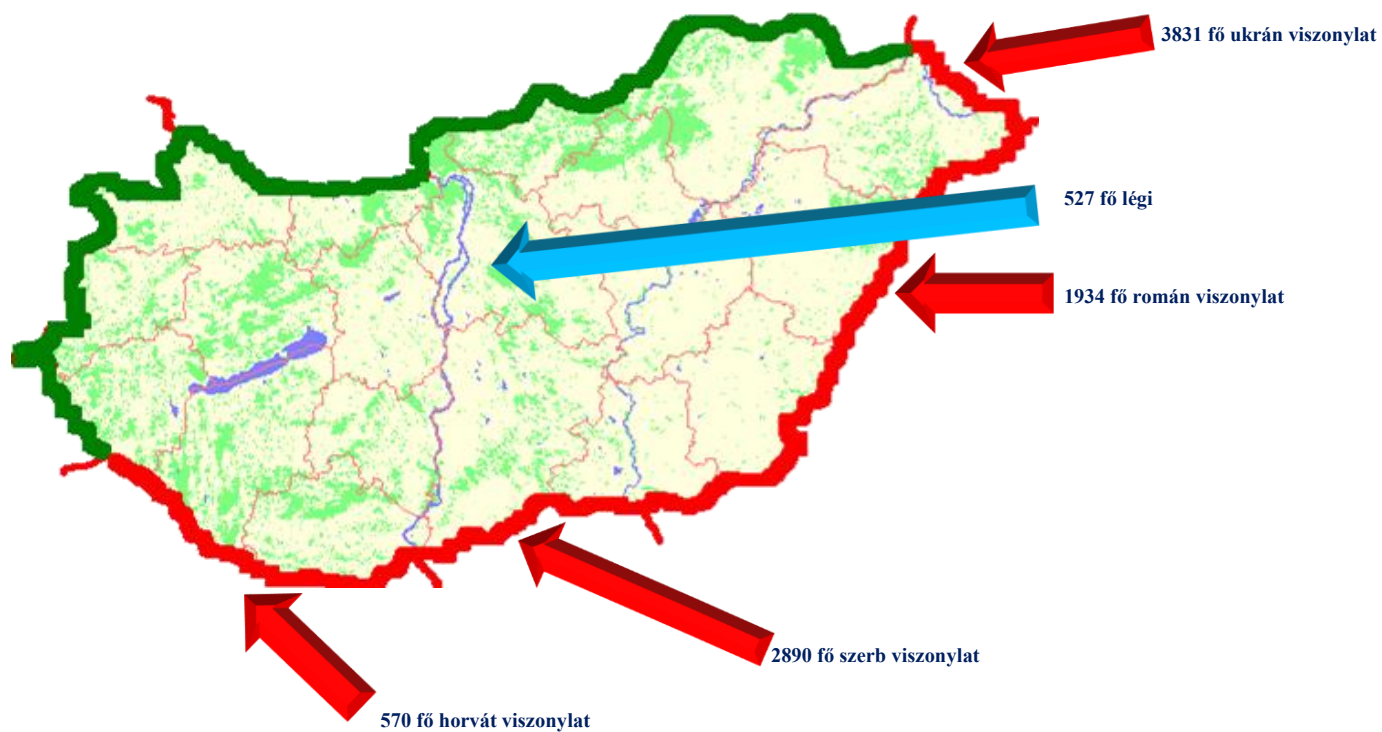 3831 fő ukrán viszonylat
527 fő légi
1934 fő román viszonylat
2890 fő szerb viszonylat
570 fő horvát viszonylat